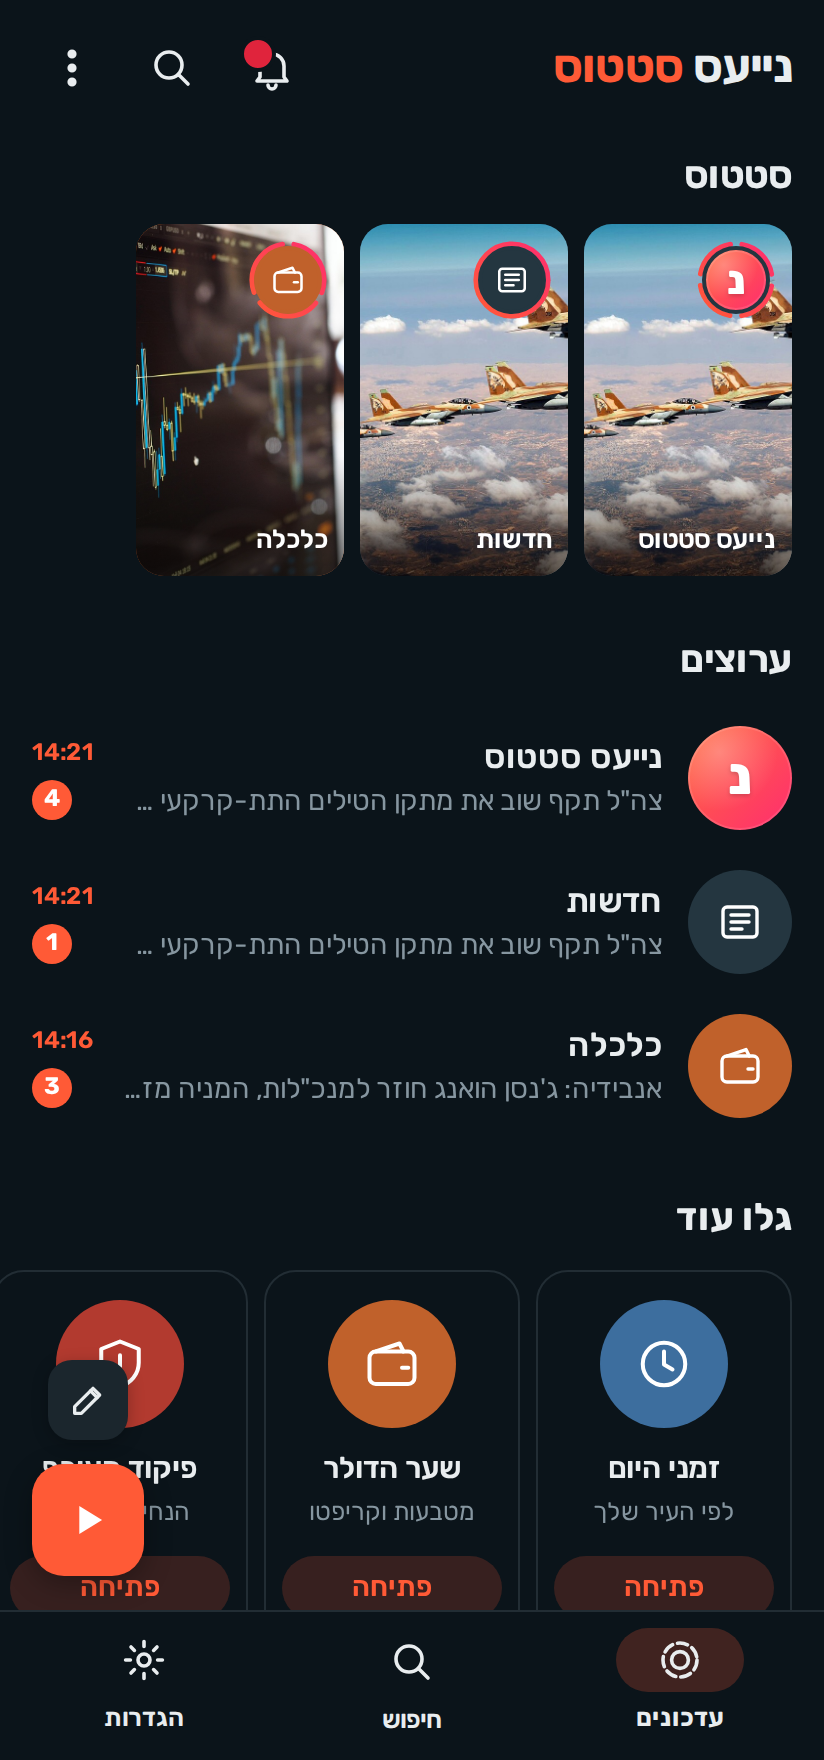 נייעס סטטוס
סטטוס
נ
נייעס סטטוס
חדשות
כלכלה
ערוצים
נ
נייעס סטטוס
14:21
צה"ל תקף שוב את מתקן הטילים התת-קרקעי ...
4
חדשות
14:21
צה"ל תקף שוב את מתקן הטילים התת-קרקעי ...
1
כלכלה
14:16
אנבידיה: ג'נסן הואנג חוזר למנכ"לות, המניה מז...
3
גלו עוד
זמני היום
לפי העיר שלך
פתיחה
שער הדולר
מטבעות וקריפטו
פתיחה
פיקוד
פתיחה
עדכונים
חיפוש
הגדרות